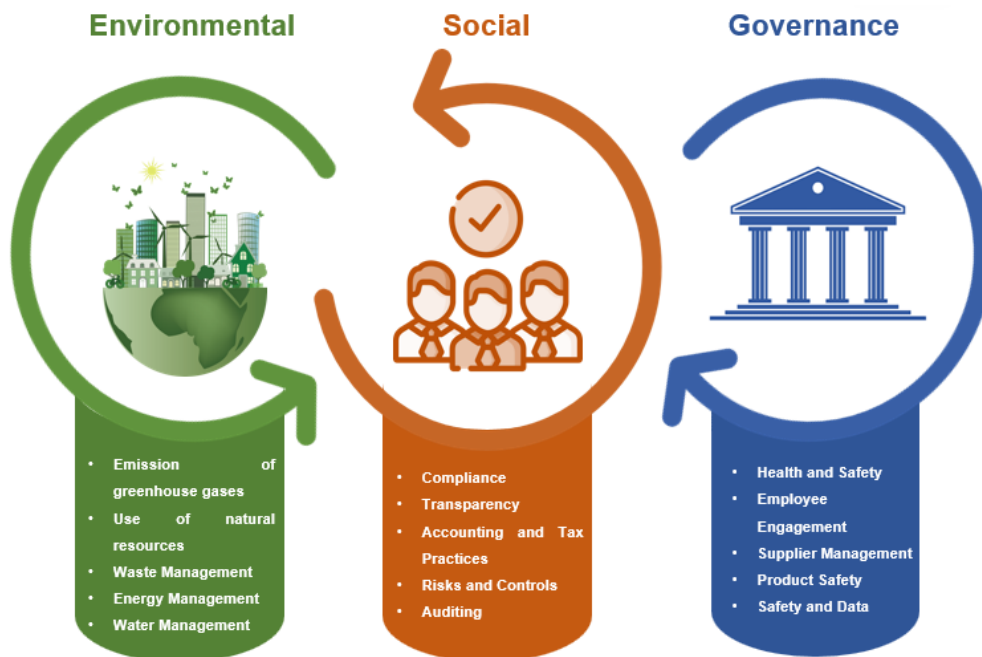 Environmental
Social
Governance
• Emission of
greenhouse gases
• Use of natural
resources
• Waste Management
• Energy Management
• Water Management
• Compliance
• Transparency
• Accounting and Tax
Practices
• Risks and Controls
• Auditing
• Health and Safety
• Employee
Engagement
• Supplier Management
• Product Safety
• Safety and Data